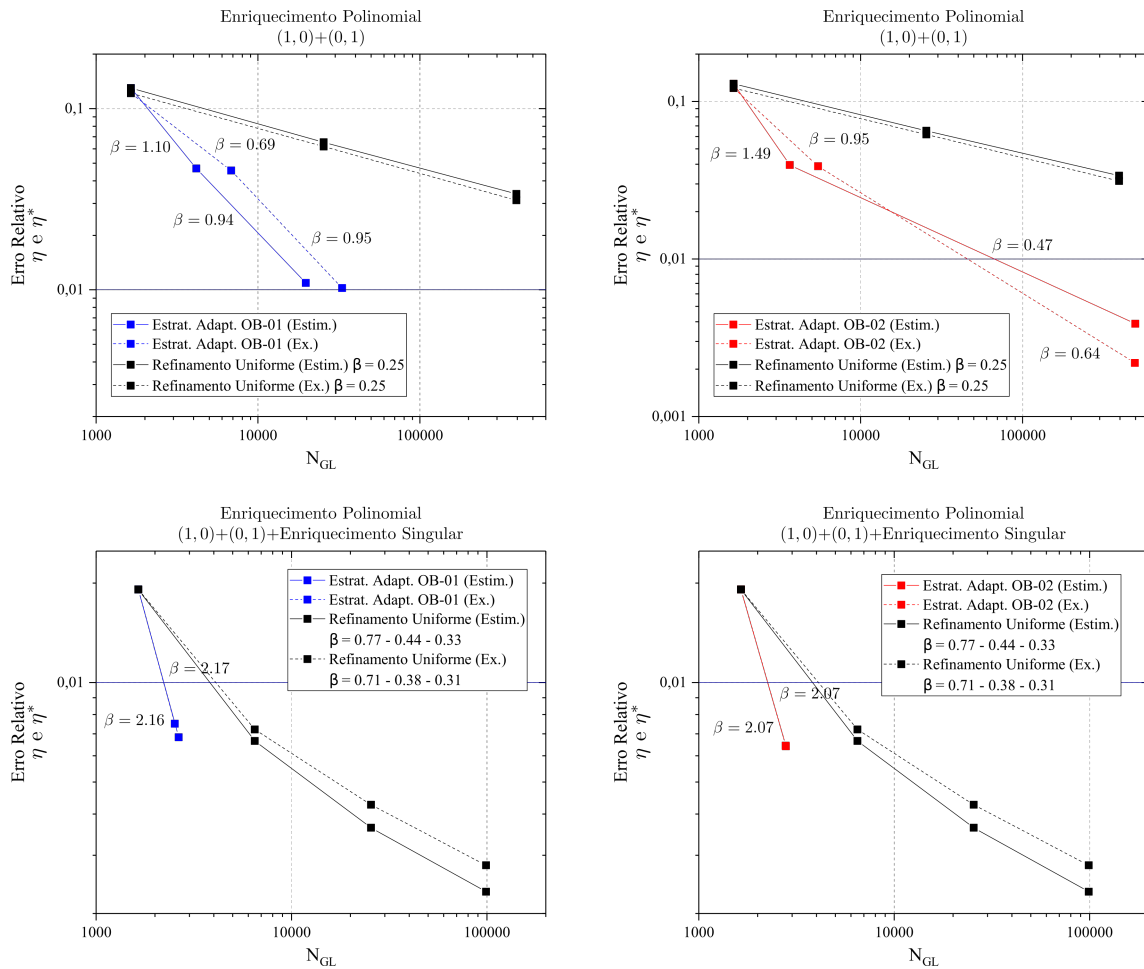 Enriquecimento Polinomial
(1,0)+(0,1)
0,1
0,01
Erro Relativo
η e η*
β = 1.10
β = 0.69
β = 0.94
β = 0.95
Estrat. Adapt. OB-01 (Estim.)
Estrat. Adapt. OB-01 (Ex.)
Refinamento Uniforme (Estim.) β = 0.25
Refinamento Uniforme (Ex.) β = 0.25
1000 10000 100000
N_GL
Enriquecimento Polinomial
(1,0)+(0,1)
0,1
0,01
0,001
Erro Relativo
η e η*
β = 1.49
β = 0.95
β = 0.47
β = 0.64
Estrat. Adapt. OB-02 (Estim.)
Estrat. Adapt. OB-02 (Ex.)
Refinamento Uniforme (Estim.) β = 0.25
Refinamento Uniforme (Ex.) β = 0.25
1000 10000 100000
N_GL
Enriquecimento Polinomial
(1,0)+(0,1)+Enriquecimento Singular
0,01
Erro Relativo
η e η*
β = 2.17
β = 2.16
Estrat. Adapt. OB-01 (Estim.)
Estrat. Adapt. OB-01 (Ex.)
Refinamento Uniforme (Estim.)
β = 0.77 - 0.44 - 0.33
Refinamento Uniforme (Ex.)
β = 0.71 - 0.38 - 0.31
1000 10000 100000
N_GL
Enriquecimento Polinomial
(1,0)+(0,1)+Enriquecimento Singular
0,01
Erro Relativo
η e η*
β = 2.07
β = 2.07
Estrat. Adapt. OB-02 (Estim.)
Estrat. Adapt. OB-02 (Ex.)
Refinamento Uniforme (Estim.)
β = 0.77 - 0.44 - 0.33
Refinamento Uniforme (Ex.)
β = 0.71 - 0.38 - 0.31
1000 10000 100000
N_GL